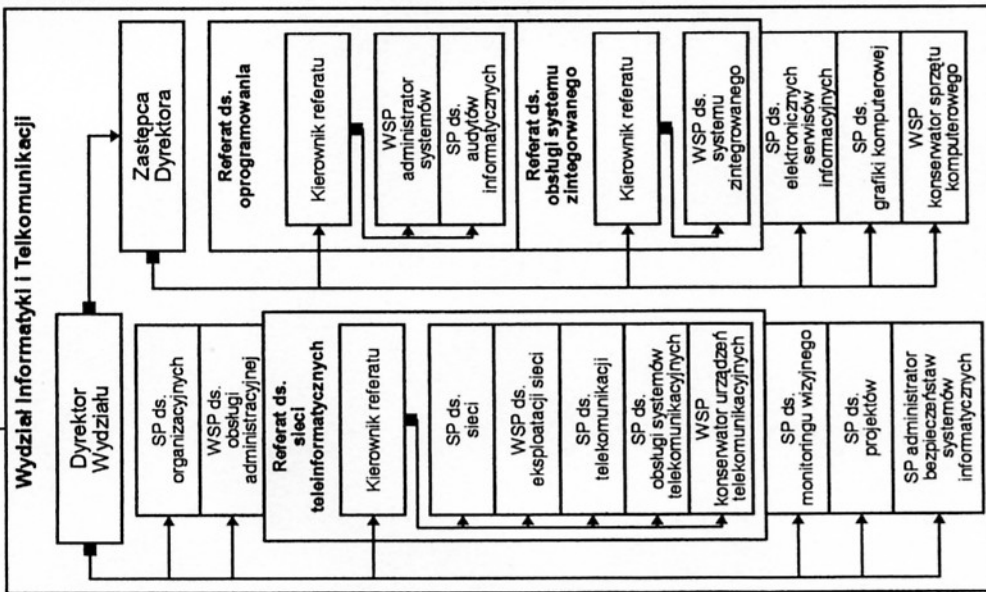 Wydział Informatyki i Telkomunikacji
Dyrektor
Wydziału
SP ds.
organizacyjnych
WSP ds.
obsługi
administracyjnej
Referat ds.
sieci
teleinformatycznych
Kierownik referatu
SP ds.
sieci
WSP ds.
eksploatacji sieci
SP ds.
telekomunikacji
SP ds.
obsługi systemów
telekomunikacyjnych
WSP
konserwator urządzeń
telekomunikacyjnych
SP ds.
monitoringu wizyjnego
SP ds.
projektów
SP administrator
bezpieczeństaw
systemów
informatycznych
Zastępca
Dyrektora
Referat ds.
oprogramowania
Kierownik referatu
WSP
administrator
systemów
SP ds.
audytów
informatycznych
Referat ds.
obsługi systemu
zintegorwanego
Kierownik referatu
WSP ds.
systemu
zintegrowanego
SP ds.
elektronicznych
serwisów
informacyjnych
SP ds.
grafiki komputerowej
WSP
konserwator sprzętu
komputerowego